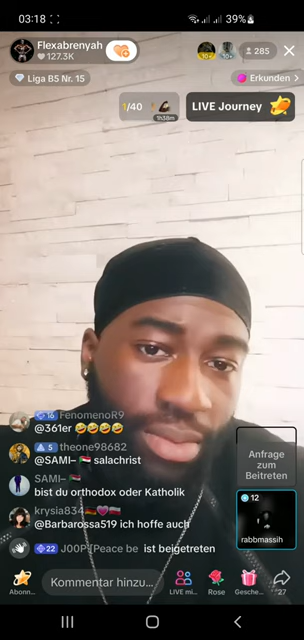 03:18
39%
Flexabrenyah
127.3K
285
Liga B5 Nr. 15
Erkunden >
1/40
1h38m
LIVE Journey
16 FenomenoR9
@361er 🤣🤣🤣🤣
5 theone98682
@SAMI– 🇸🇩 salachrist
SAMI– 🇸🇩
bist du orthodox oder Katholik
krysia834🇩🇪💗🇵🇱
@Barbarossa519 ich hoffe auch
Anfrage
zum
Beitreten
12
rabbmassih
22 J00P¦[Peace be ist beigetreten
Kommentar hinzu...
Abonn...
LIVE mi...
Rose
Gesche...
27